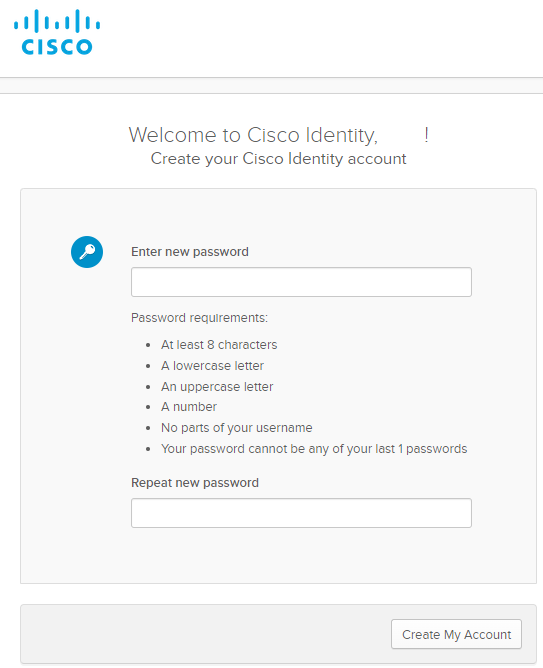 CISCO
Welcome to Cisco Identity, !
Create your Cisco Identity account
Enter new password
Password requirements:
• At least 8 characters
• A lowercase letter
• An uppercase letter
• A number
• No parts of your username
• Your password cannot be any of your last 1 passwords
Repeat new password
Create My Account